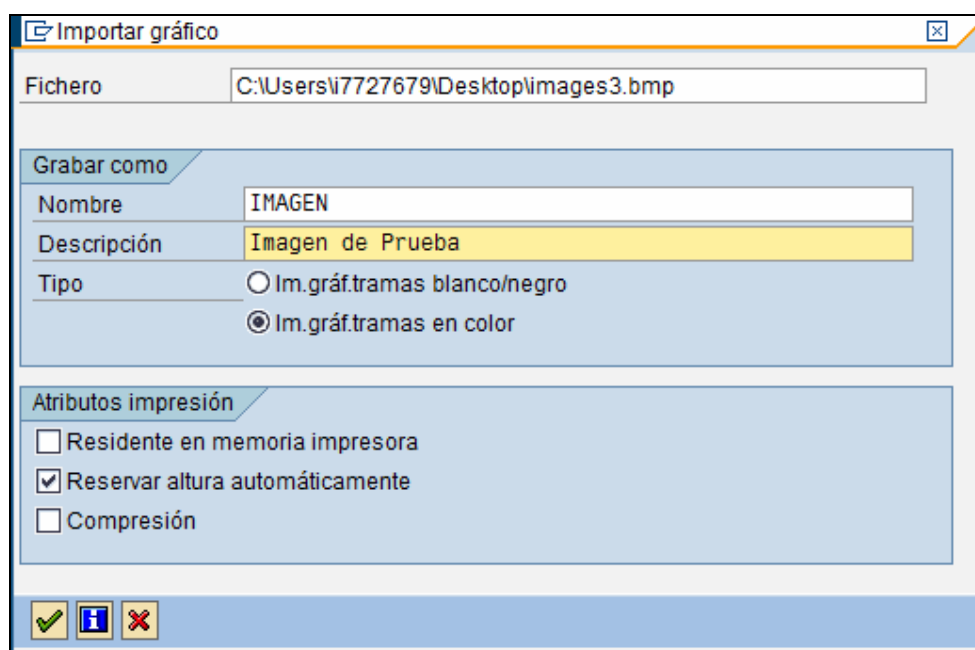 Importar gráfico
Fichero C:\Users\i7727679\Desktop\images3.bmp
Grabar como
Nombre IMAGEN
Descripción Imagen de Prueba
Tipo Im.gráf.tramas blanco/negro
Im.gráf.tramas en color
Atributos impresión
Residente en memoria impresora
Reservar altura automáticamente
Compresión